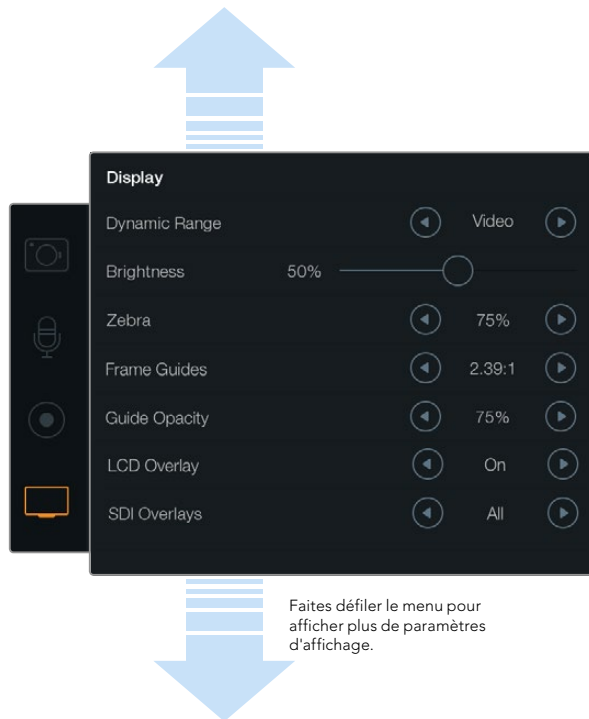 Display
Dynamic Range Video
Brightness 50%
Zebra 75%
Frame Guides 2.39:1
Guide Opacity 75%
LCD Overlay On
SDI Overlays All
Faites défiler le menu pour
afficher plus de paramètres
d'affichage.